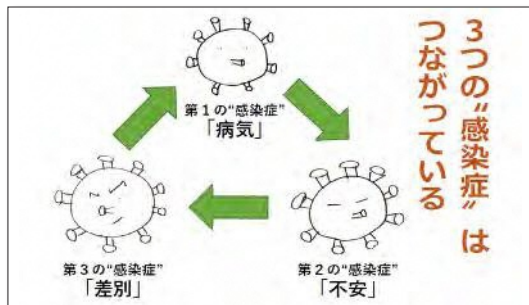 3つの〝感染症〟は
つながっている
第1の“感染症”
「病気」
第2の“感染症”
「不安」
第3の“感染症”
「差別」